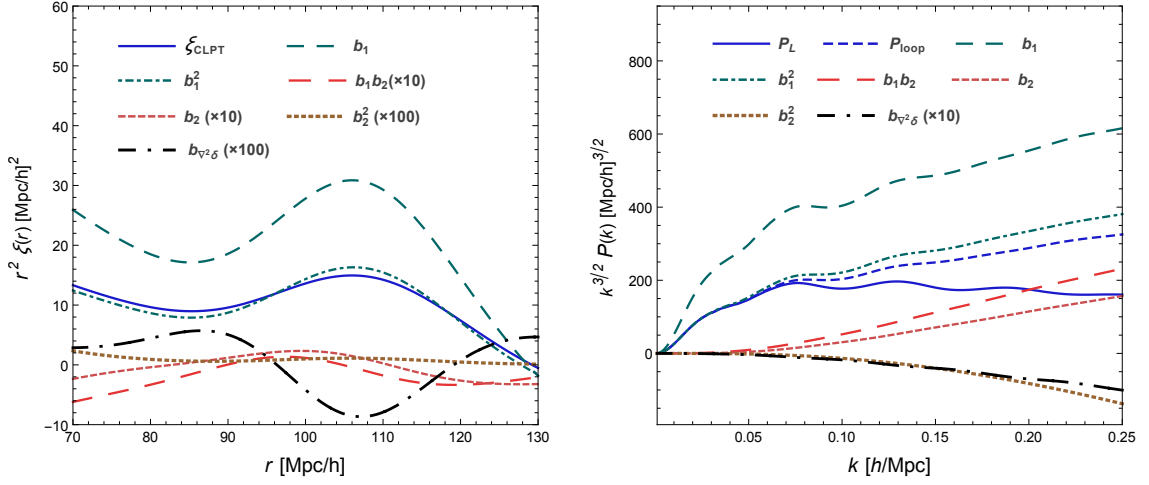 ξCLPT b₁
b₁² b₁b₂(×10)
b₂ (×10) b₂² (×100)
b∇²δ (×100)
60
50
40
30
20
10
0
−10
70 80 90 100 110 120 130
r [Mpc/h]
r² ξ(r) [Mpc/h]²
PL Ploop b₁
b₁² b₁b₂ b₂
b₂² b∇²δ (×10)
800
600
400
200
0
0.05 0.10 0.15 0.20 0.25
k [h/Mpc]
k³ᐟ² P(k) [Mpc/h]³ᐟ²